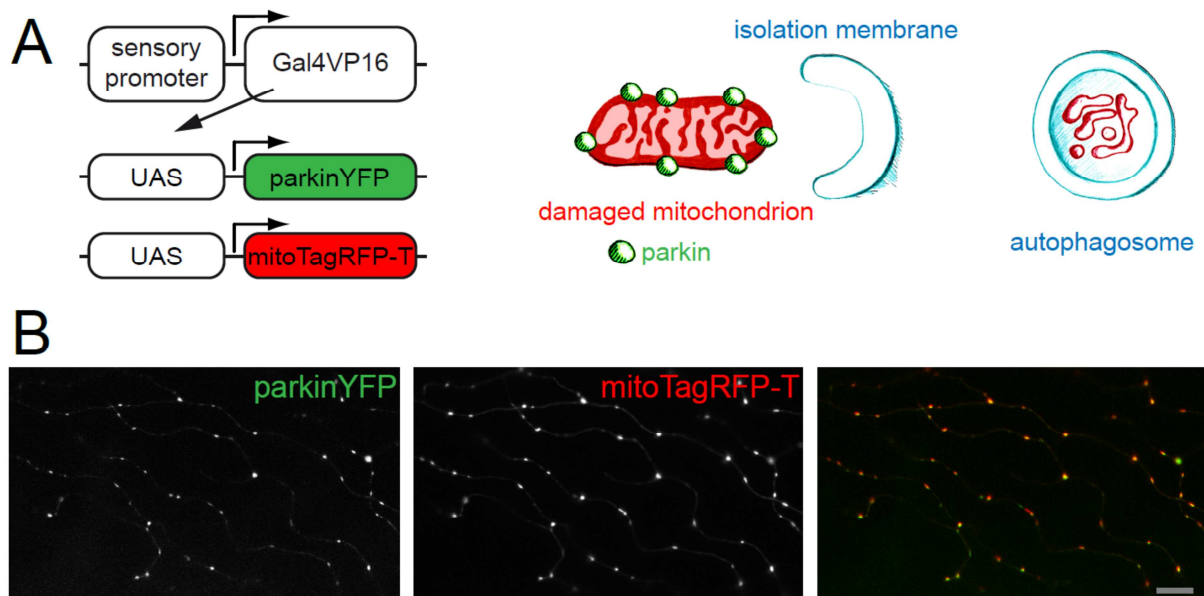 A
sensory
promoter
Gal4VP16
UAS
parkinYFP
UAS
mitoTagRFP-T
isolation membrane
damaged mitochondrion
parkin
autophagosome
B
parkinYFP
mitoTagRFP-T